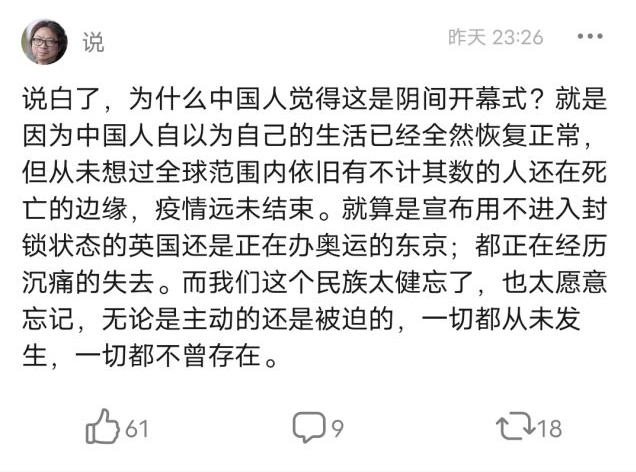 说
昨天 23:26
说白了，为什么中国人觉得这是阴间开幕式？就是
因为中国人自以为自己的生活已经全然恢复正常，
但从未想过全球范围内依旧有不计其数的人还在死
亡的边缘，疫情远未结束。就算是宣布用不进入封
锁状态的英国还是正在办奥运的东京；都正在经历
沉痛的失去。而我们这个民族太健忘了，也太愿意
忘记，无论是主动的还是被迫的，一切都从未发
生，一切都不曾存在。
61
9
18